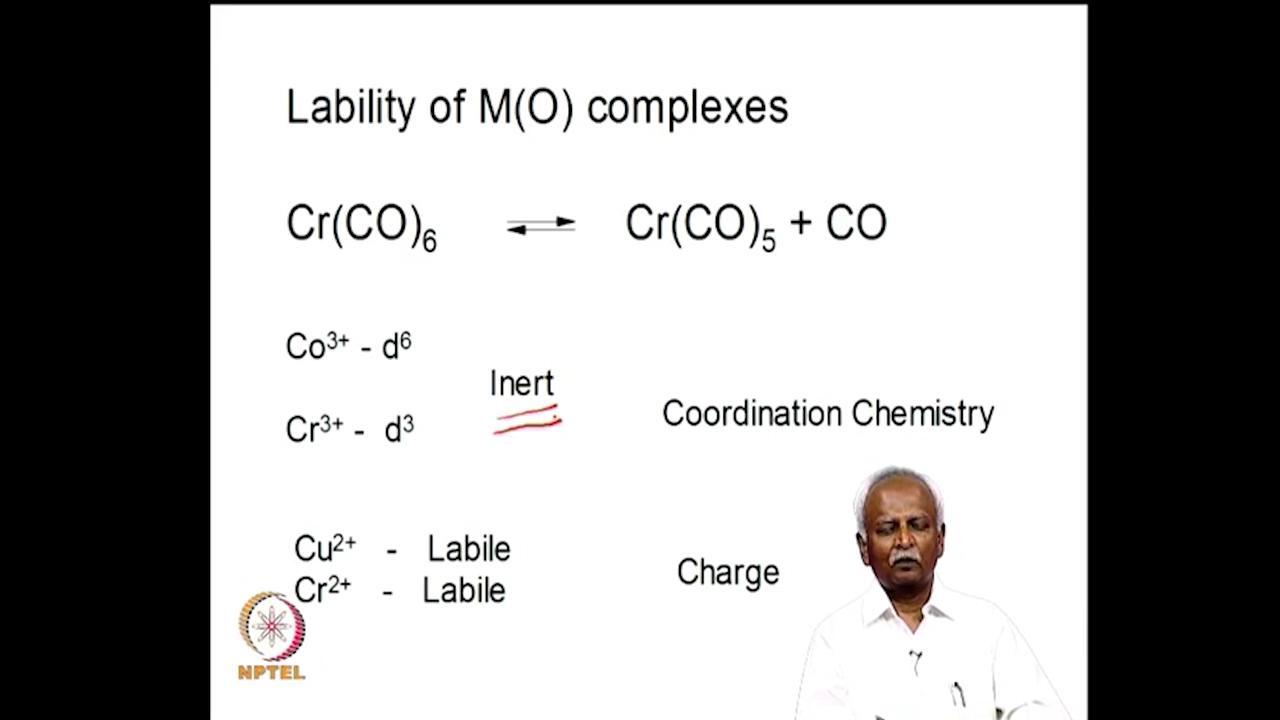 Lability of M(O) complexes
Cr(CO)₆ ⇌ Cr(CO)₅ + CO
Co³⁺ - d⁶
Inert
Cr³⁺ - d³
Coordination Chemistry
Cu²⁺ - Labile
Cr²⁺ - Labile
Charge
NPTEL